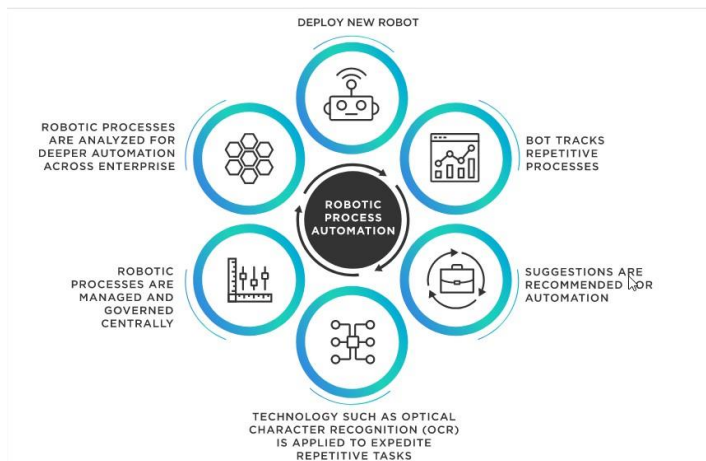 DEPLOY NEW ROBOT
BOT TRACKS
REPETITIVE
PROCESSES
SUGGESTIONS ARE
RECOMMENDED FOR
AUTOMATION
TECHNOLOGY SUCH AS OPTICAL
CHARACTER RECOGNITION (OCR)
IS APPLIED TO EXPEDITE
REPETITIVE TASKS
ROBOTIC
PROCESSES ARE
MANAGED AND
GOVERNED
CENTRALLY
ROBOTIC PROCESSES
ARE ANALYZED FOR
DEEPER AUTOMATION
ACROSS ENTERPRISE
ROBOTIC
PROCESS
AUTOMATION